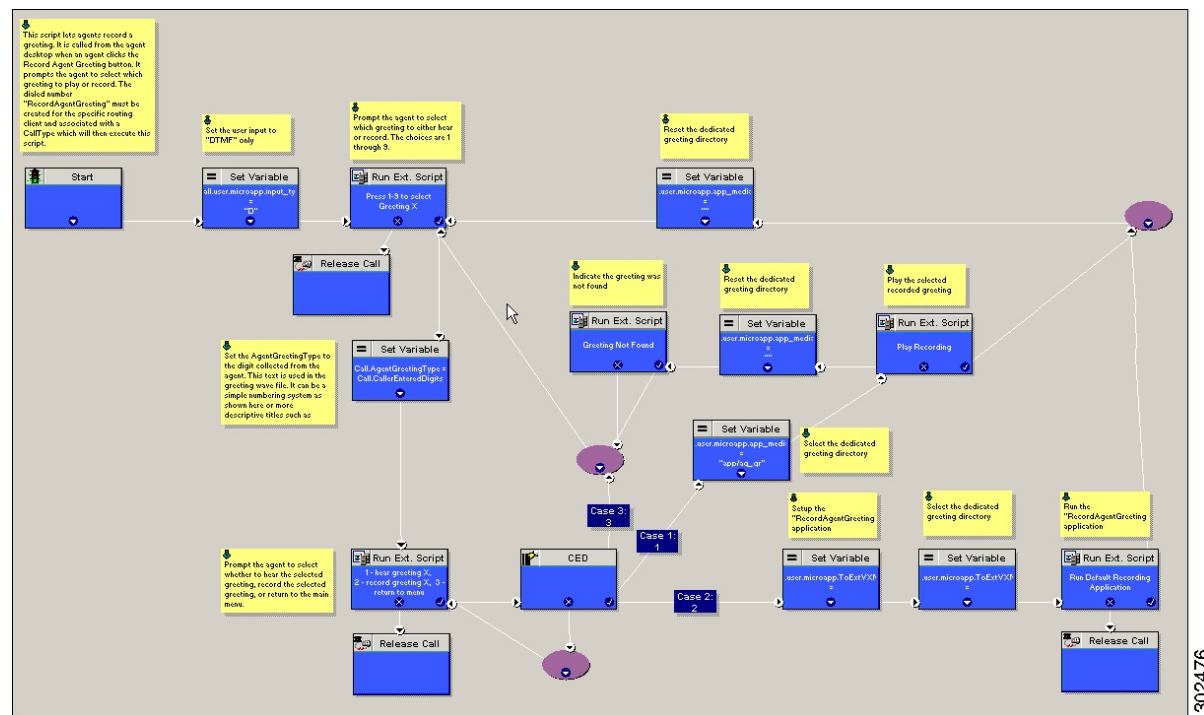 This script lets agents record a
greeting. It is called from the agent
desktop when an agent clicks the
Record Agent Greeting button. It
prompts the agent to select which
greeting to play or record. The
dialed number
"RecordAgentGreeting" must be
created for the specific routing
client and associated with a
CallType which will then execute this
script.
Set the user input to
"DTMF" only
Prompt the agent to select
which greeting to either hear
or record. The choices are 1
through 9.
Reset the dedicated
greeting directory
Start
Set Variable
all.user.microapp.input_ty
=
"D"
Run Ext. Script
Press 1-9 to select
Greeting X
Set Variable
.user.microapp.app_media
=
""
Release Call
Indicate the greeting was
not found
Reset the dedicated
greeting directory
Play the selected
recorded greeting
Run Ext. Script
Greeting Not Found
Set Variable
.user.microapp.app_media
=
""
Run Ext. Script
Play Recording
Set the AgentGreetingType to
the digit collected from the
agent. This text is used in the
greeting wave file. It can be a
simple numbering system as
shown here or more
descriptive titles such as
Set Variable
Call.AgentGreetingType =
Call.CallerEnteredDigits
Set Variable
.user.microapp.app_media
=
"app/ag_gr"
Select the dedicated
greeting directory
Case 3:
3
Case 1:
1
Setup the
"RecordAgentGreeting
application
Select the dedicated
greeting directory
Run the
"RecordAgentGreeting
application
Prompt the agent to select
whether to hear the selected
greeting, record the selected
greeting, or return to the main
menu.
Run Ext. Script
1 - hear greeting X,
2 - record greeting X, 3 -
return to menu
CED
Case 2:
2
Set Variable
.user.microapp.ToExtVXM
=
Set Variable
.user.microapp.ToExtVXM
=
Run Ext. Script
Run Default Recording
Application
Release Call
Release Call
302476